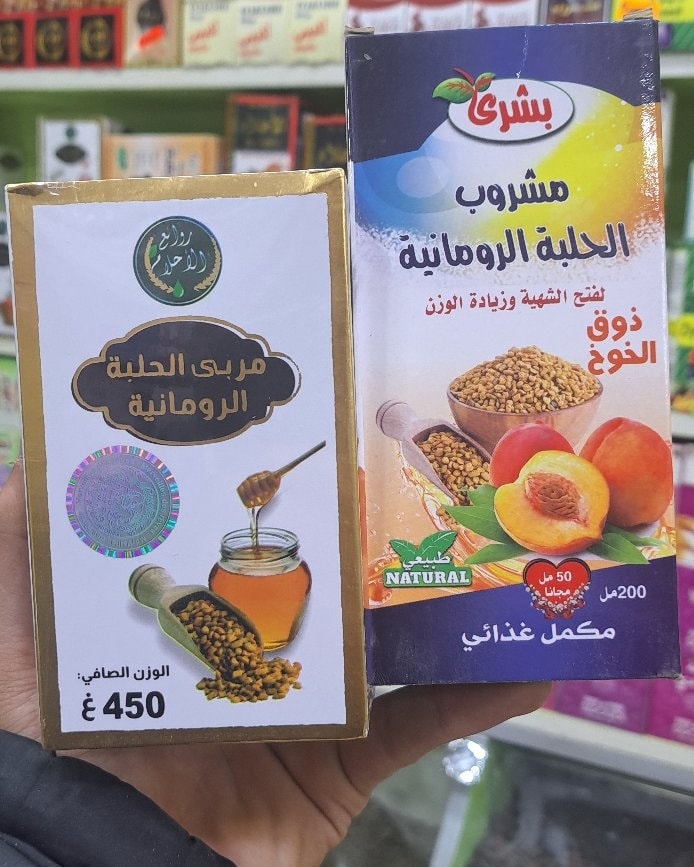 روائع
الأحلام
مربى الحلبة
الرومانية
الوزن الصافي:
450 غ
بشرى
مشروب
الحلبة الرومانية
لفتح الشهية وزيادة الوزن
ذوق
الخوخ
طبيعي
NATURAL
50 مل
مجانا
200مل
مكمل غذائي